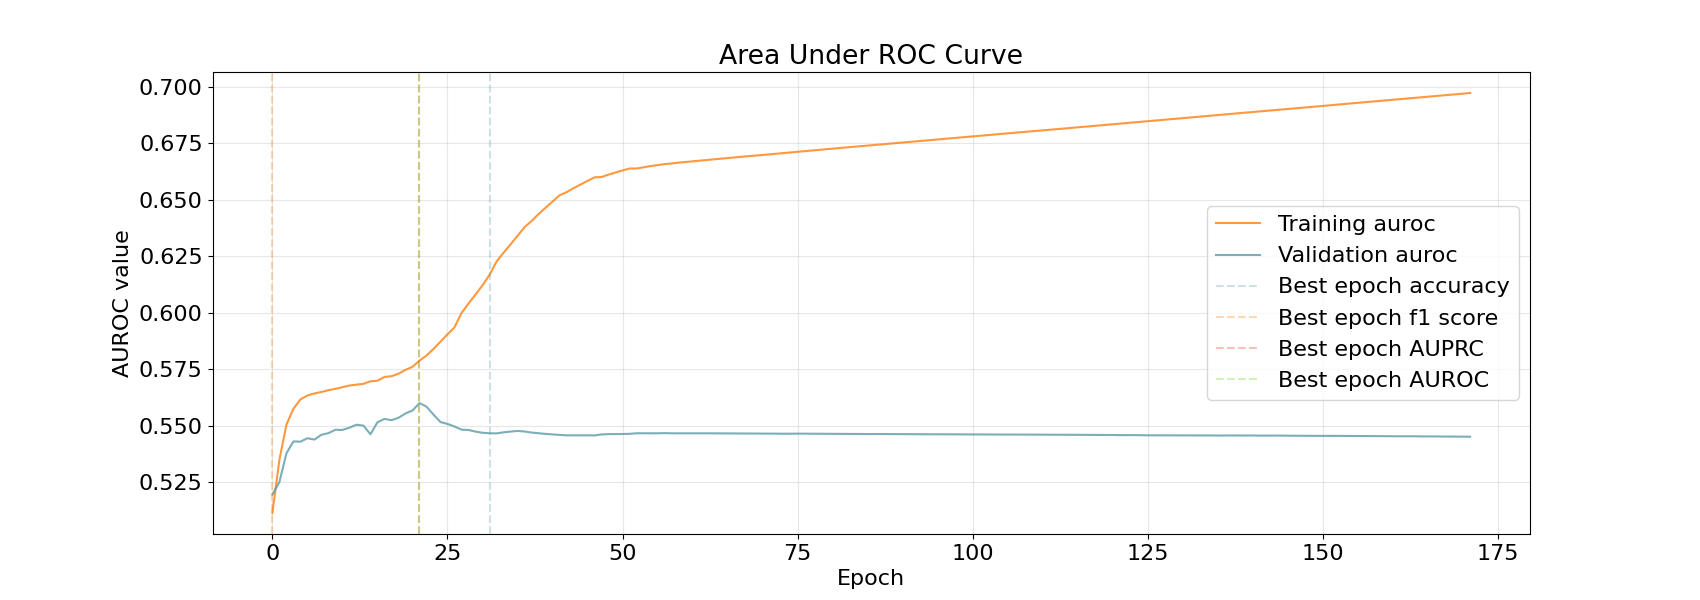 Area Under ROC Curve
AUROC value
0.700
0.675
0.650
0.625
0.600
0.575
0.550
0.525
Training auroc
Validation auroc
Best epoch accuracy
Best epoch f1 score
Best epoch AUPRC
Best epoch AUROC
0 25 50 75 100 125 150 175
Epoch